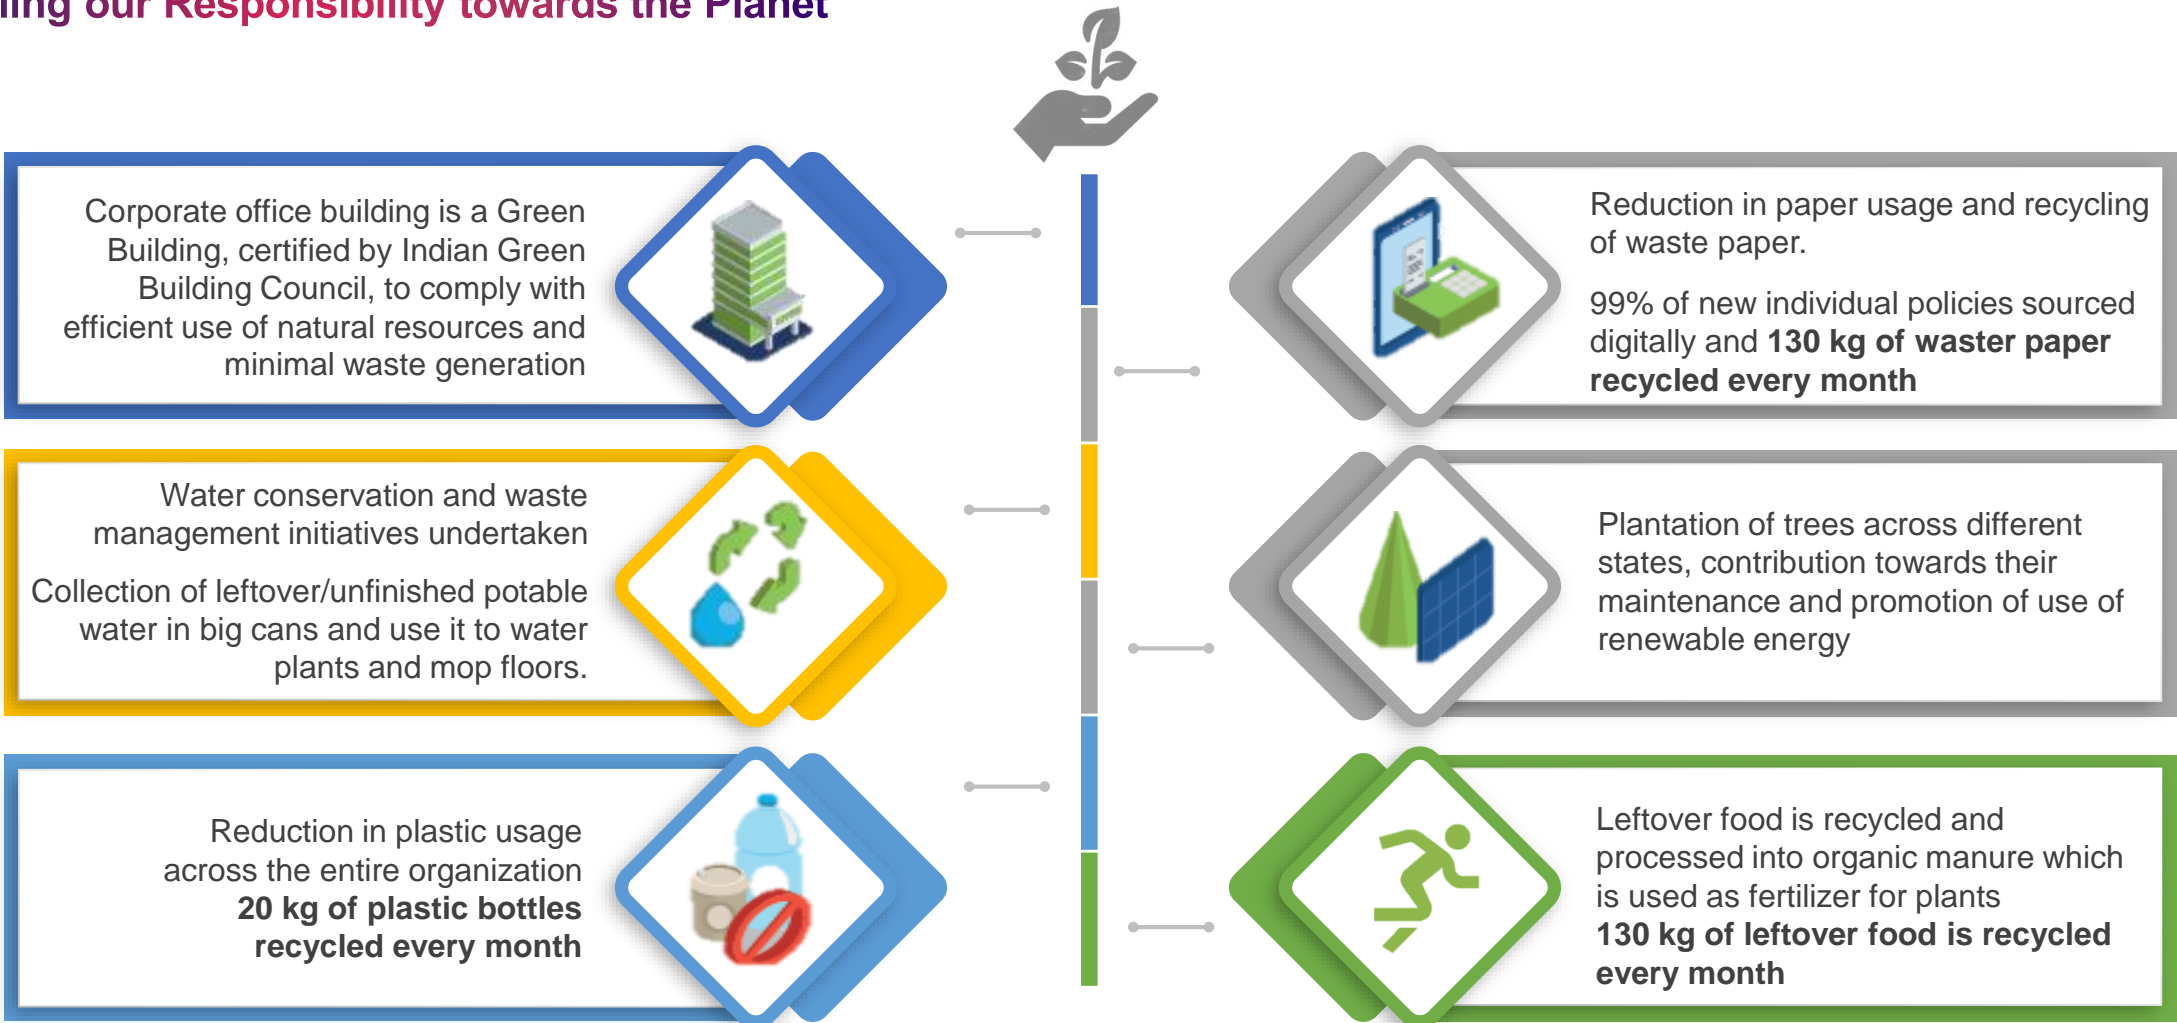 our Responsibility towards the Planet
Corporate office building is a Green
Building, certified by Indian Green
Building Council, to comply with
efficient use of natural resources and
minimal waste generation
Reduction in paper usage and recycling
of waste paper.
99% of new individual policies sourced
digitally and 130 kg of waster paper
recycled every month
Water conservation and waste
management initiatives undertaken
Collection of leftover/unfinished potable
water in big cans and use it to water
plants and mop floors.
Plantation of trees across different
states, contribution towards their
maintenance and promotion of use of
renewable energy
Reduction in plastic usage
across the entire organization
20 kg of plastic bottles
recycled every month
Leftover food is recycled and
processed into organic manure which
is used as fertilizer for plants
130 kg of leftover food is recycled
every month